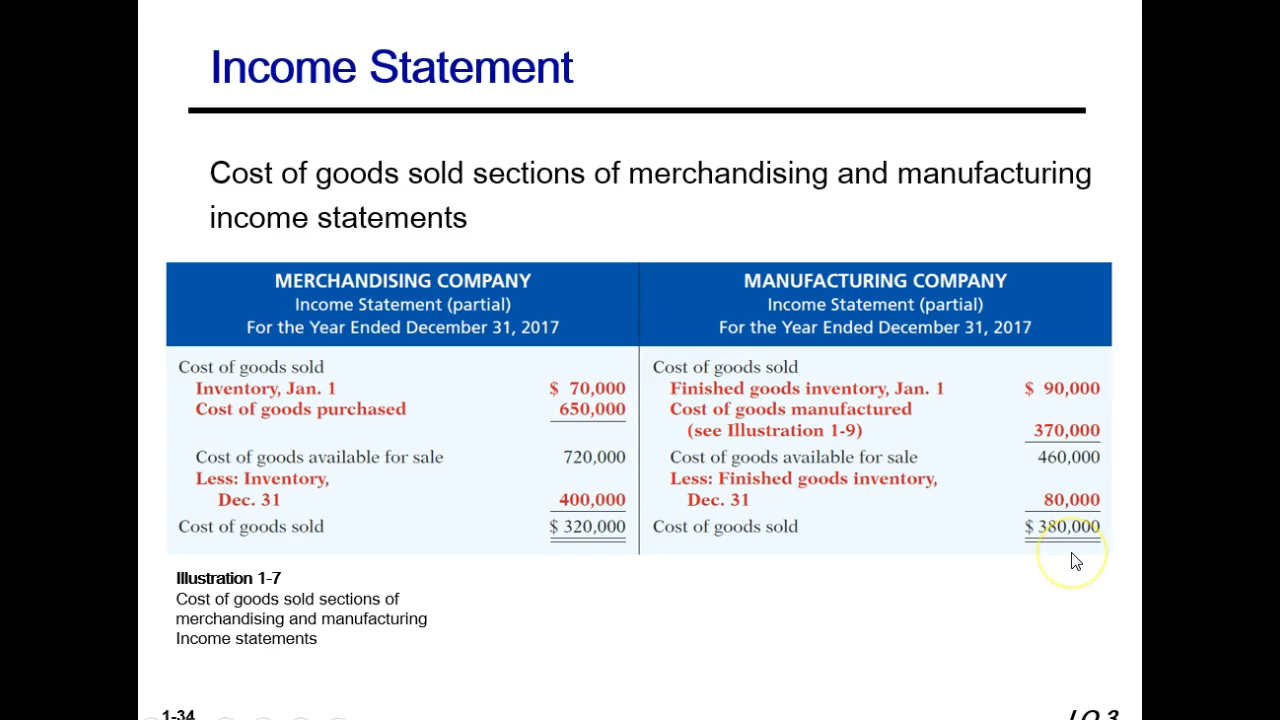 Income Statement
Cost of goods sold sections of merchandising and manufacturing
income statements
MERCHANDISING COMPANY
Income Statement (partial)
For the Year Ended December 31, 2017
Cost of goods sold
Inventory, Jan. 1 $ 70,000
Cost of goods purchased 650,000
Cost of goods available for sale 720,000
Less: Inventory,
Dec. 31 400,000
Cost of goods sold $ 320,000
MANUFACTURING COMPANY
Income Statement (partial)
For the Year Ended December 31, 2017
Cost of goods sold
Finished goods inventory, Jan. 1 $ 90,000
Cost of goods manufactured
(see Illustration 1-9) 370,000
Cost of goods available for sale 460,000
Less: Finished goods inventory,
Dec. 31 80,000
Cost of goods sold $ 380,000
Illustration 1-7
Cost of goods sold sections of
merchandising and manufacturing
Income statements
1-34
LO 3